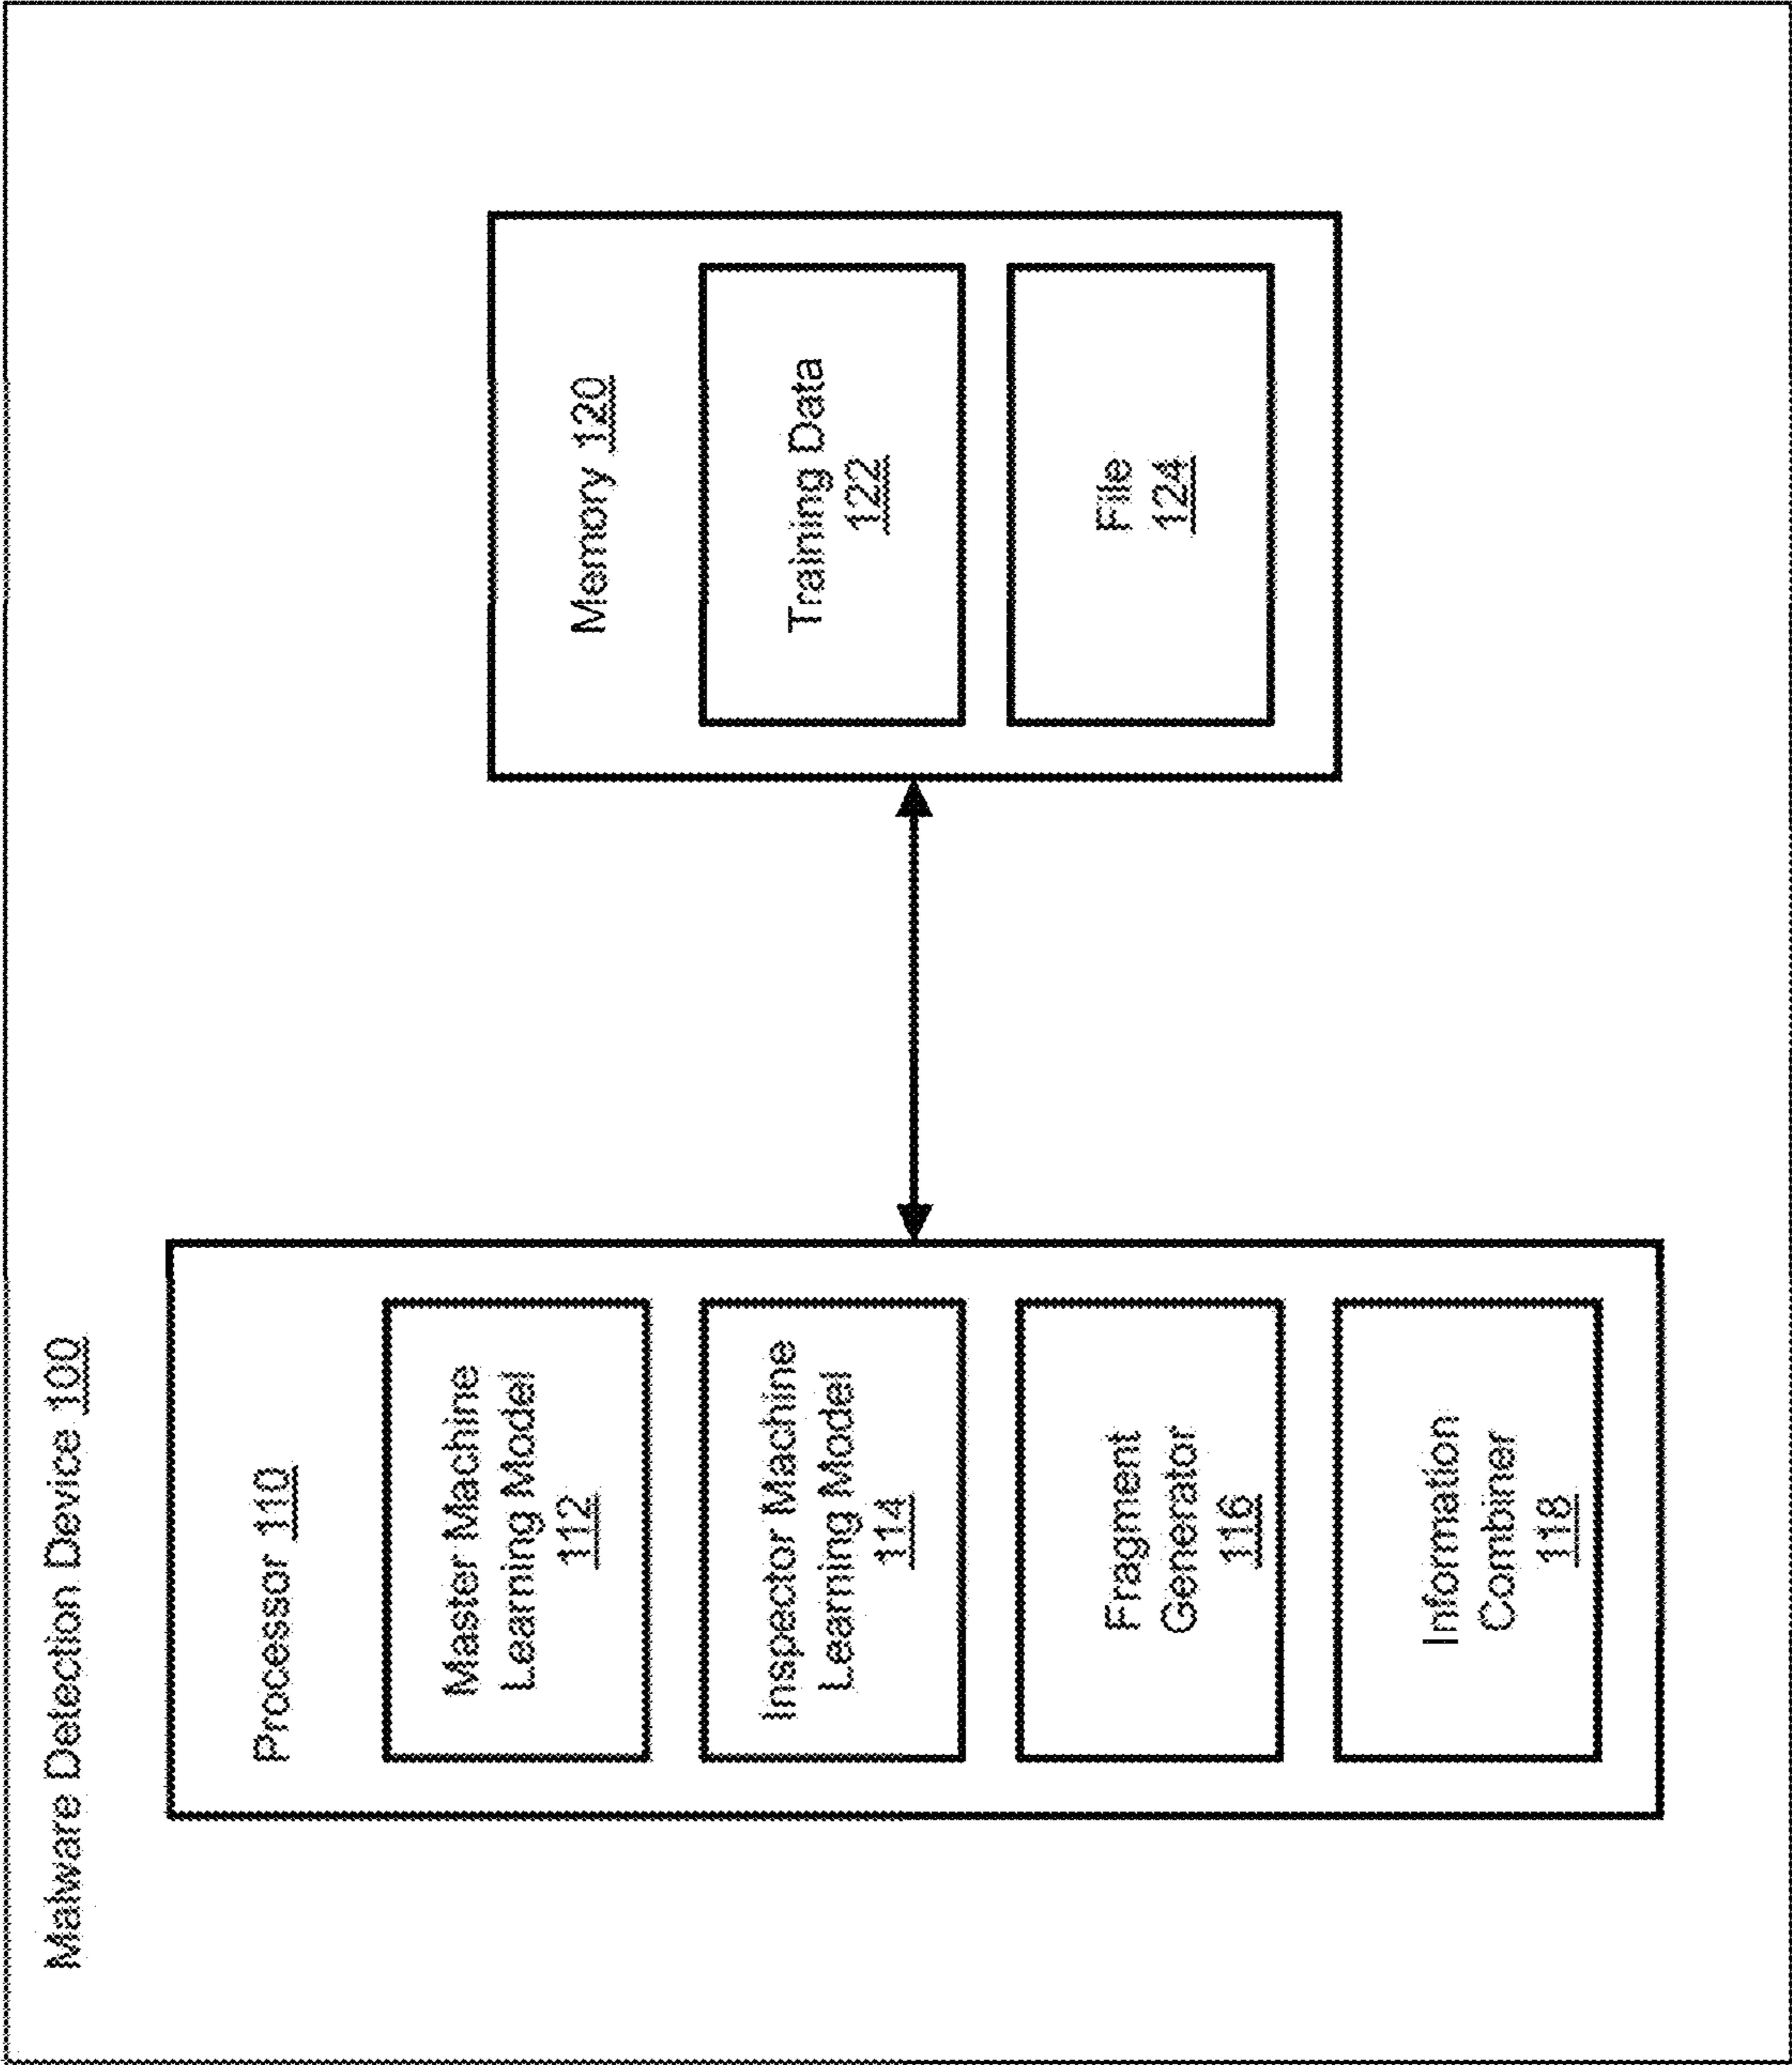 Malware Detection Device 100
Processor 110
Master Machine
Learning Model
112
Inspector Machine
Learning Model
114
Fragment
Generator
116
Information
Combiner
118
Memory 120
Training Data
122
File
124